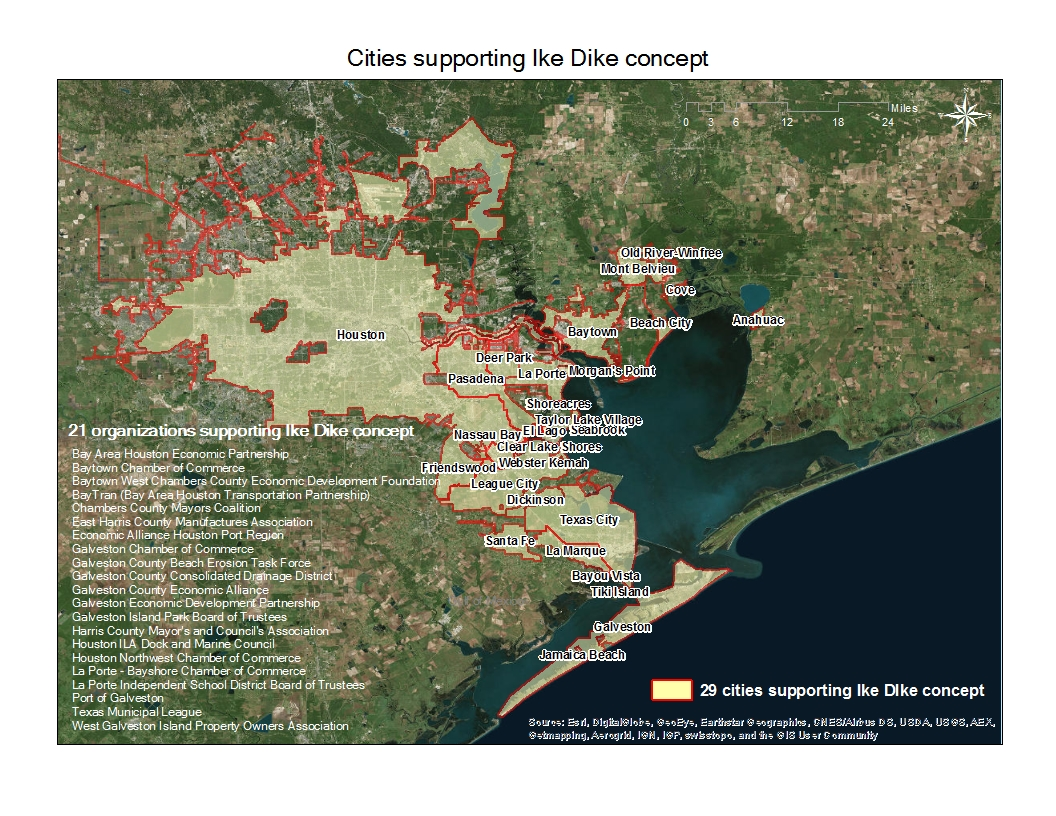 Cities supporting Ike Dike concept
Miles
0 3 6 12 18 24
Old River-Winfree
Mont Belvieu
Cove
Anahuac
Beach City
Baytown
Houston
Deer Park
La Porte
Morgan's Point
Pasadena
Shoreacres
Taylor Lake Village
El Lago
Seabrook
Nassau Bay
Clear Lake Shores
Friendswood
Webster
Kemah
League City
Dickinson
Texas City
Santa Fe
La Marque
Bayou Vista
Tiki Island
Galveston
Jamaica Beach
21 organizations supporting Ike Dike concept
Bay Area Houston Economic Partnership
Baytown Chamber of Commerce
Baytown West Chambers County Economic Development Foundation
BayTran (Bay Area Houston Transportation Partnership)
Chambers County Mayors Coalition
East Harris County Manufactures Association
Economic Alliance Houston Port Region
Galveston Chamber of Commerce
Galveston County Beach Erosion Task Force
Galveston County Consolidated Drainage District
Galveston County Economic Alliance
Galveston Economic Development Partnership
Galveston Island Park Board of Trustees
Harris County Mayor's and Council's Association
Houston ILA Dock and Marine Council
Houston Northwest Chamber of Commerce
La Porte - Bayshore Chamber of Commerce
La Porte Independent School District Board of Trustees
Port of Galveston
Texas Municipal League
West Galveston Island Property Owners Association
29 cities supporting Ike DIke concept
Source: Esri, DigitalGlobe, GeoEye, Earthstar Geographics, CNES/Airbus DS, USDA, USGS, AEX,
Getmapping, Aerogrid, IGN, IGP, swisstopo, and the GIS User Community